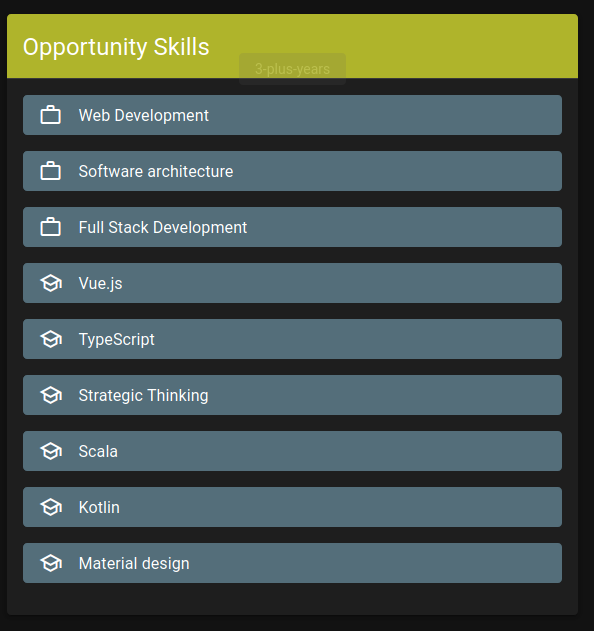 Opportunity Skills
3-plus-years
Web Development
Software architecture
Full Stack Development
Vue.js
TypeScript
Strategic Thinking
Scala
Kotlin
Material design